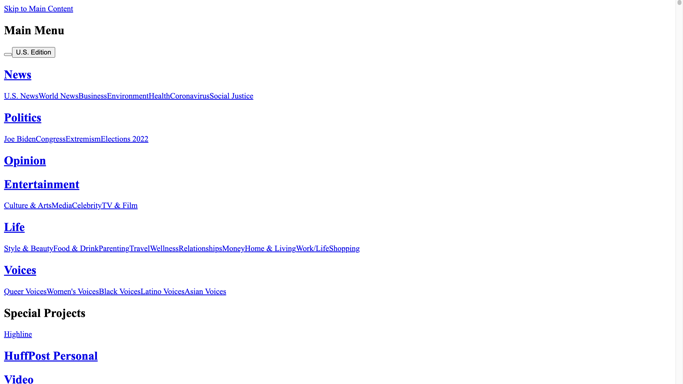 Skip to Main Content
Main Menu
U.S. Edition
News
U.S. NewsWorld NewsBusinessEnvironmentHealthCoronavirusSocial Justice
Politics
Joe BidenCongressExtremismElections 2022
Opinion
Entertainment
Culture & ArtsMediaCelebrityTV & Film
Life
Style & BeautyFood & DrinkParentingTravelWellnessRelationshipsMoneyHome & LivingWork/LifeShopping
Voices
Queer VoicesWomen's VoicesBlack VoicesLatino VoicesAsian Voices
Special Projects
Highline
HuffPost Personal
Video